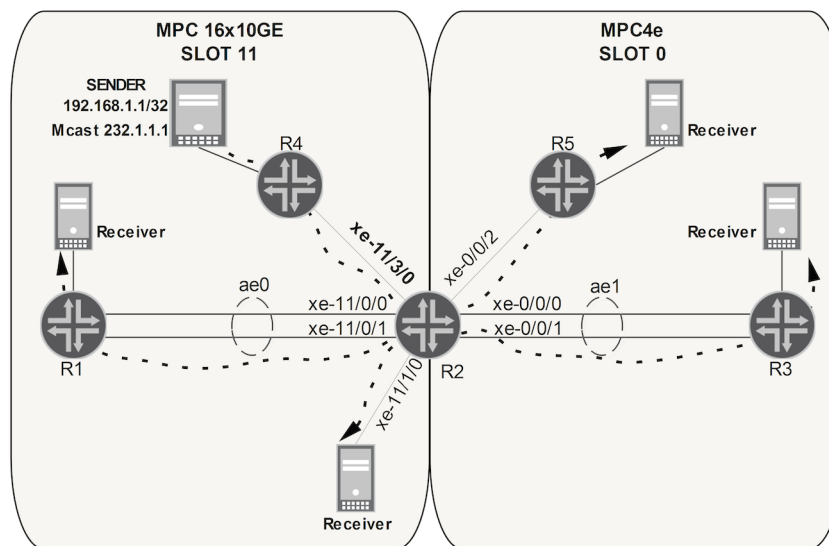 MPC 16x10GE
SLOT 11
MPC4e
SLOT 0
SENDER
192.168.1.1/32
Mcast 232.1.1.1
R4
R5
Receiver
Receiver
Receiver
xe-11/3/0
xe-0/0/2
ae0
ae1
xe-11/0/0
xe-11/0/1
xe-0/0/0
xe-0/0/1
R1
R2
R3
xe-11/1/0
Receiver